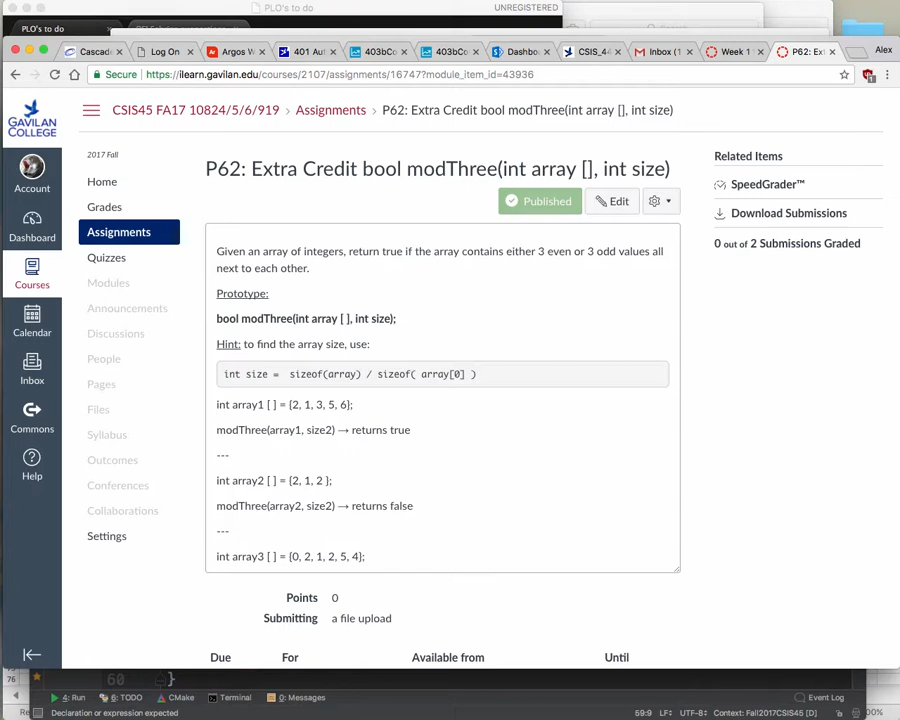 PLO's to do
UNREGISTERED
PLO's to do
Cascade
Log On
Argos W
401 Aut
403bCo
403bCo
Dashbo
CSIS_44
Inbox (1
Week 1
P62: Ex
Alex
Secure
https://ilearn.gavilan.edu/courses/2107/assignments/16747?module_item_id=43936
GAVILAN
COLLEGE
CSIS45 FA17 10824/5/6/919 › Assignments › P62: Extra Credit bool modThree(int array [], int size)
Account
Dashboard
Courses
Calendar
Inbox
Commons
Help
2017 Fall
Home
Grades
Assignments
Quizzes
Modules
Announcements
Discussions
People
Pages
Files
Syllabus
Outcomes
Conferences
Collaborations
Settings
P62: Extra Credit bool modThree(int array [], int size)
Published
Edit
Given an array of integers, return true if the array contains either 3 even or 3 odd values all
next to each other.
Prototype:
bool modThree(int array [ ], int size);
Hint: to find the array size, use:
int size =  sizeof(array) / sizeof( array[0] )
int array1 [ ] = {2, 1, 3, 5, 6};
modThree(array1, size2) → returns true
---
int array2 [ ] = {2, 1, 2 };
modThree(array2, size2) → returns false
---
int array3 [ ] = {0, 2, 1, 2, 5, 4};
Points 0
Submitting a file upload
Due For Available from Until
Related Items
SpeedGrader™
Download Submissions
0 out of 2 Submissions Graded
76
60 }
4: Run
6: TODO
CMake
Terminal
0: Messages
Event Log
Declaration or expression expected
59:9 LF÷ UTF-8÷ Context: Fall2017CSIS45 [D]
00%